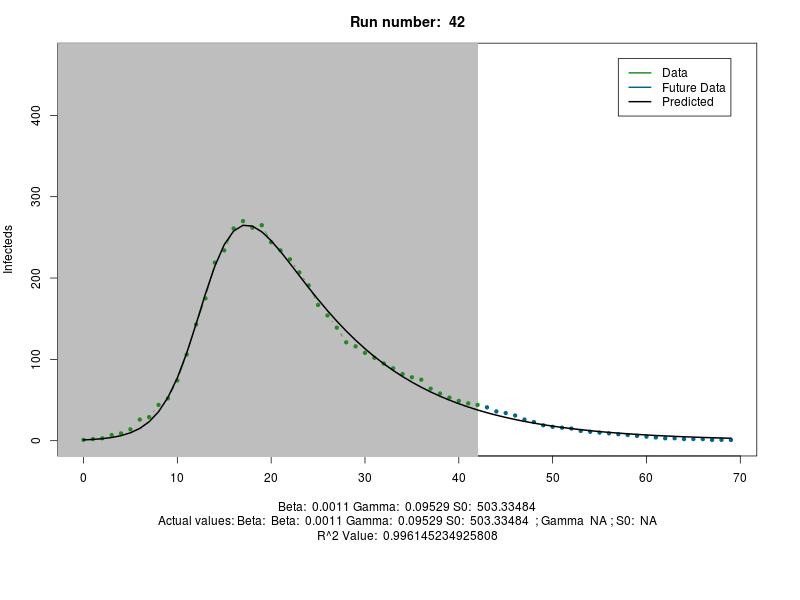 Run number: 42
Data
Future Data
Predicted
Infecteds
400
300
200
100
0
0 10 20 30 40 50 60 70
Beta: 0.0011 Gamma: 0.09529 S0: 503.33484
Actual values: Beta: Beta: 0.0011 Gamma: 0.09529 S0: 503.33484 ; Gamma NA ; S0: NA
R^2 Value: 0.996145234925808